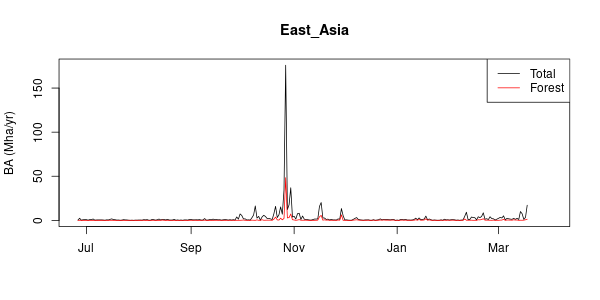 East_Asia
BA (Mha/yr)
150
100
50
0
Total
Forest
Jul Sep Nov Jan Mar